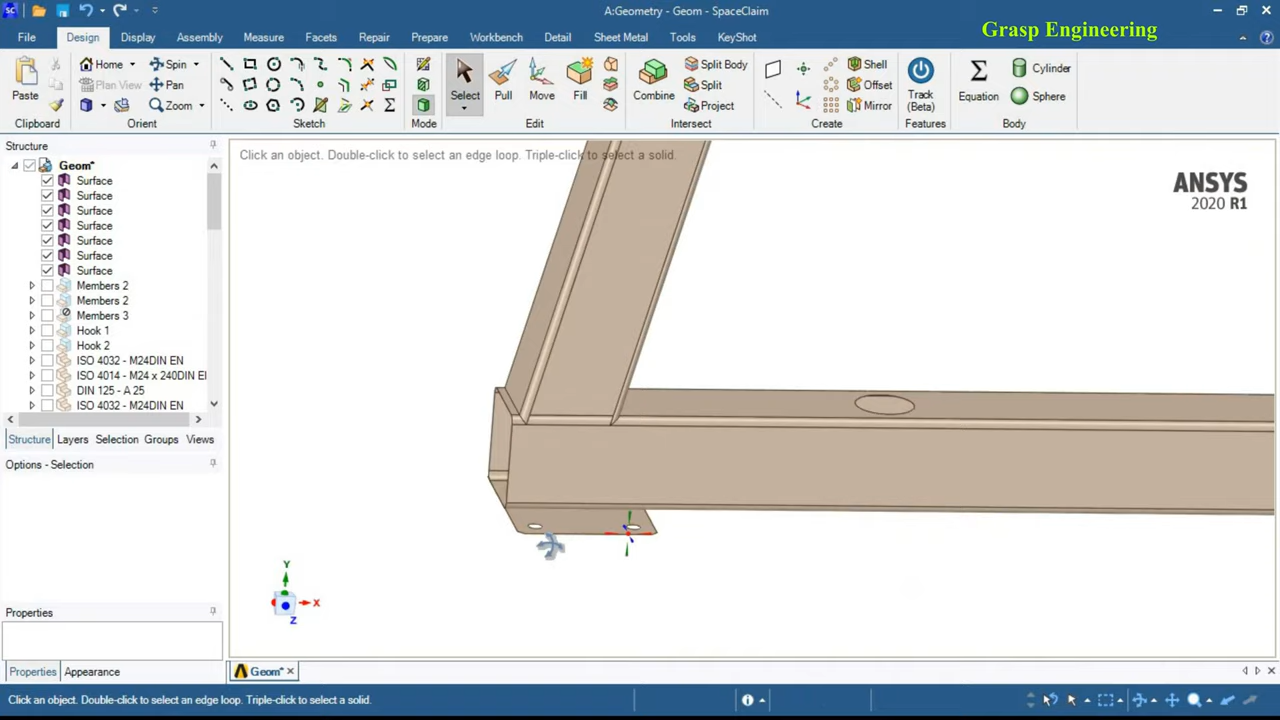 A:Geometry - Geom - SpaceClaim
Grasp Engineering
File Design Display Assembly Measure Facets Repair Prepare Workbench Detail Sheet Metal Tools KeyShot
Paste
Home
Plan View
Spin
Pan
Zoom
Select
Pull
Move
Fill
Combine
Split Body
Split
Project
Shell
Offset
Mirror
Track
(Beta)
Equation
Cylinder
Sphere
Clipboard Orient Sketch Mode Edit Intersect Create Features Body
Structure
Geom*
Surface
Surface
Surface
Surface
Surface
Surface
Surface
Members 2
Members 2
Members 3
Hook 1
Hook 2
ISO 4032 - M24DIN EN
ISO 4014 - M24 x 240DIN EI
DIN 125 - A 25
ISO 4032 - M24DIN EN
Structure Layers Selection Groups Views
Options - Selection
Properties
Properties Appearance
Click an object. Double-click to select an edge loop. Triple-click to select a solid.
ANSYS
2020 R1
Y
X
Z
Geom*
Click an object. Double-click to select an edge loop. Triple-click to select a solid.